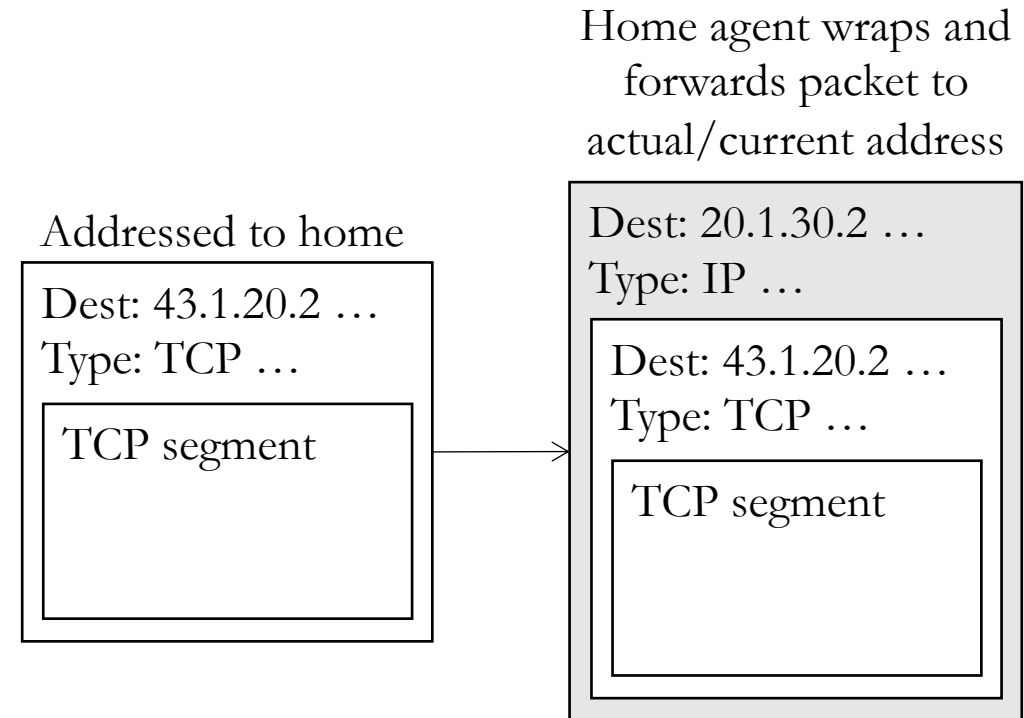 Home agent wraps and
forwards packet to
actual/current address
Addressed to home
Dest: 43.1.20.2 …
Type: TCP …
TCP segment
Dest: 20.1.30.2 …
Type: IP …
Dest: 43.1.20.2 …
Type: TCP …
TCP segment